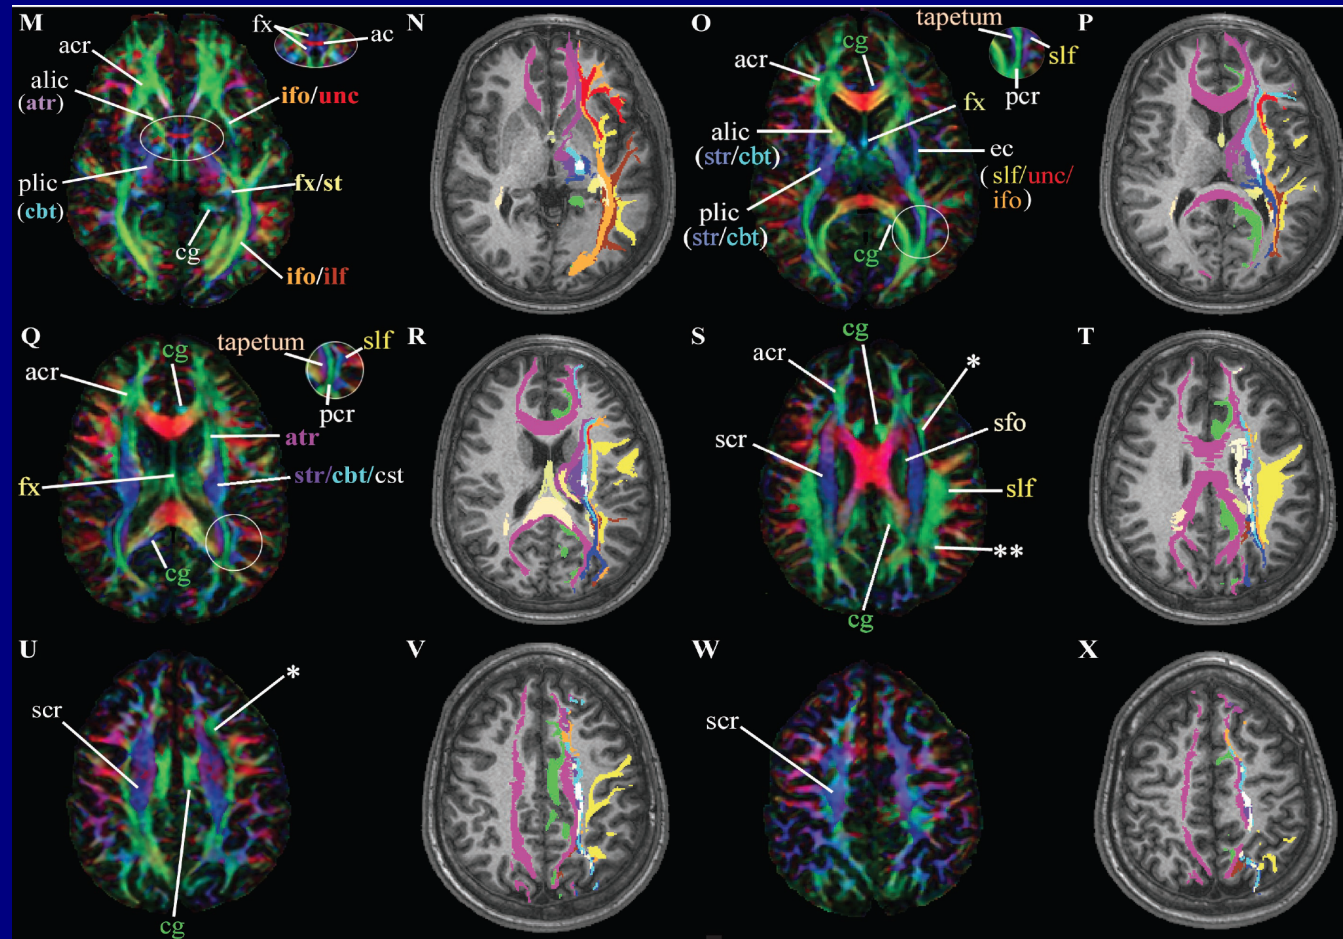 M
fx
ac
acr
alic
(atr)
ifo/unc
plic
(cbt)
fx/st
cg
ifo/ilf
N
O
tapetum
cg
slf
acr
pcr
fx
alic
(str/cbt)
ec
(slf/unc/
ifo)
plic
(str/cbt)
cg
P
Q
tapetum
slf
cg
acr
pcr
atr
str/cbt/cst
fx
cg
R
S
cg
acr
*
sfo
scr
slf
**
cg
T
U
*
scr
cg
V
W
scr
X